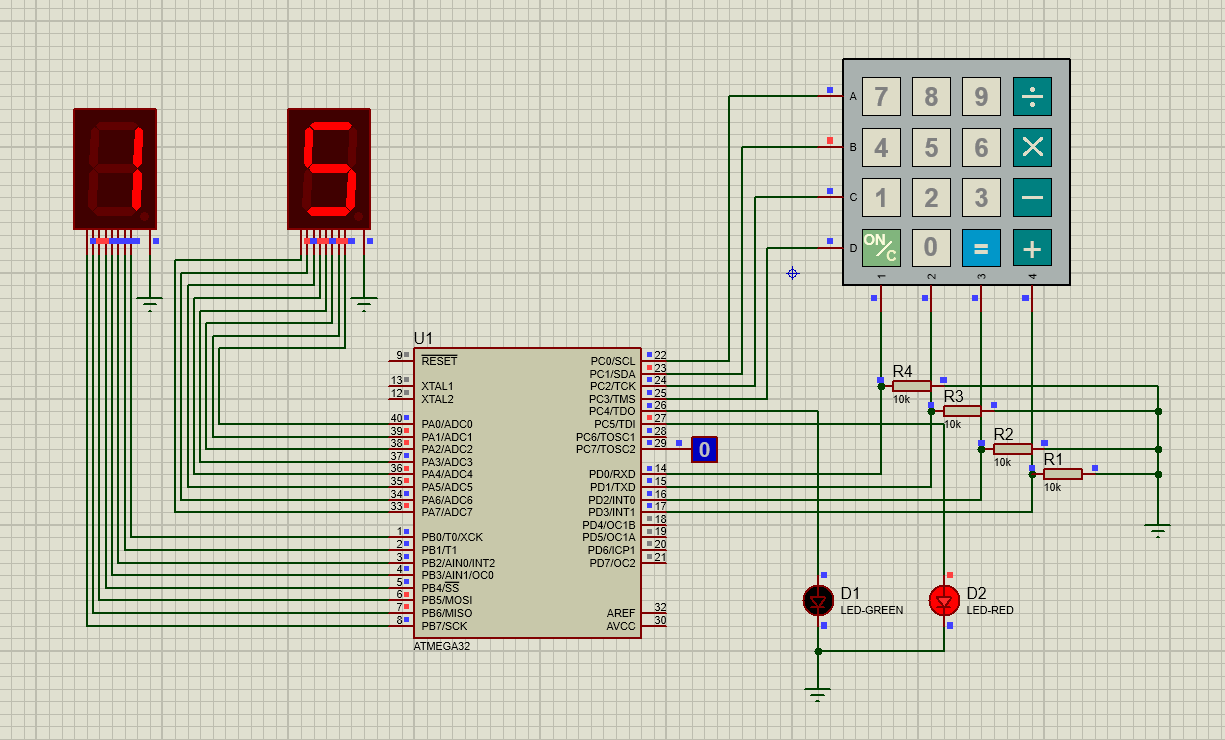 1
5
A
B
C
D
7 8 9 ÷
4 5 6 ×
1 2 3 −
ON/C 0 = +
1 2 3 4
U1
9 RESET
13 XTAL1
12 XTAL2
40 PA0/ADC0
39 PA1/ADC1
38 PA2/ADC2
37 PA3/ADC3
36 PA4/ADC4
35 PA5/ADC5
34 PA6/ADC6
33 PA7/ADC7
1 PB0/T0/XCK
2 PB1/T1
3 PB2/AIN0/INT2
4 PB3/AIN1/OC0
5 PB4/SS
6 PB5/MOSI
7 PB6/MISO
8 PB7/SCK
PC0/SCL 22
PC1/SDA 23
PC2/TCK 24
PC3/TMS 25
PC4/TDO 26
PC5/TDI 27
PC6/TOSC1 28
PC7/TOSC2 29
PD0/RXD 14
PD1/TXD 15
PD2/INT0 16
PD3/INT1 17
PD4/OC1B 18
PD5/OC1A 19
PD6/ICP1 20
PD7/OC2 21
AREF 32
AVCC 30
ATMEGA32
0
R4
10k
R3
10k
R2
10k
R1
10k
D1
LED-GREEN
D2
LED-RED